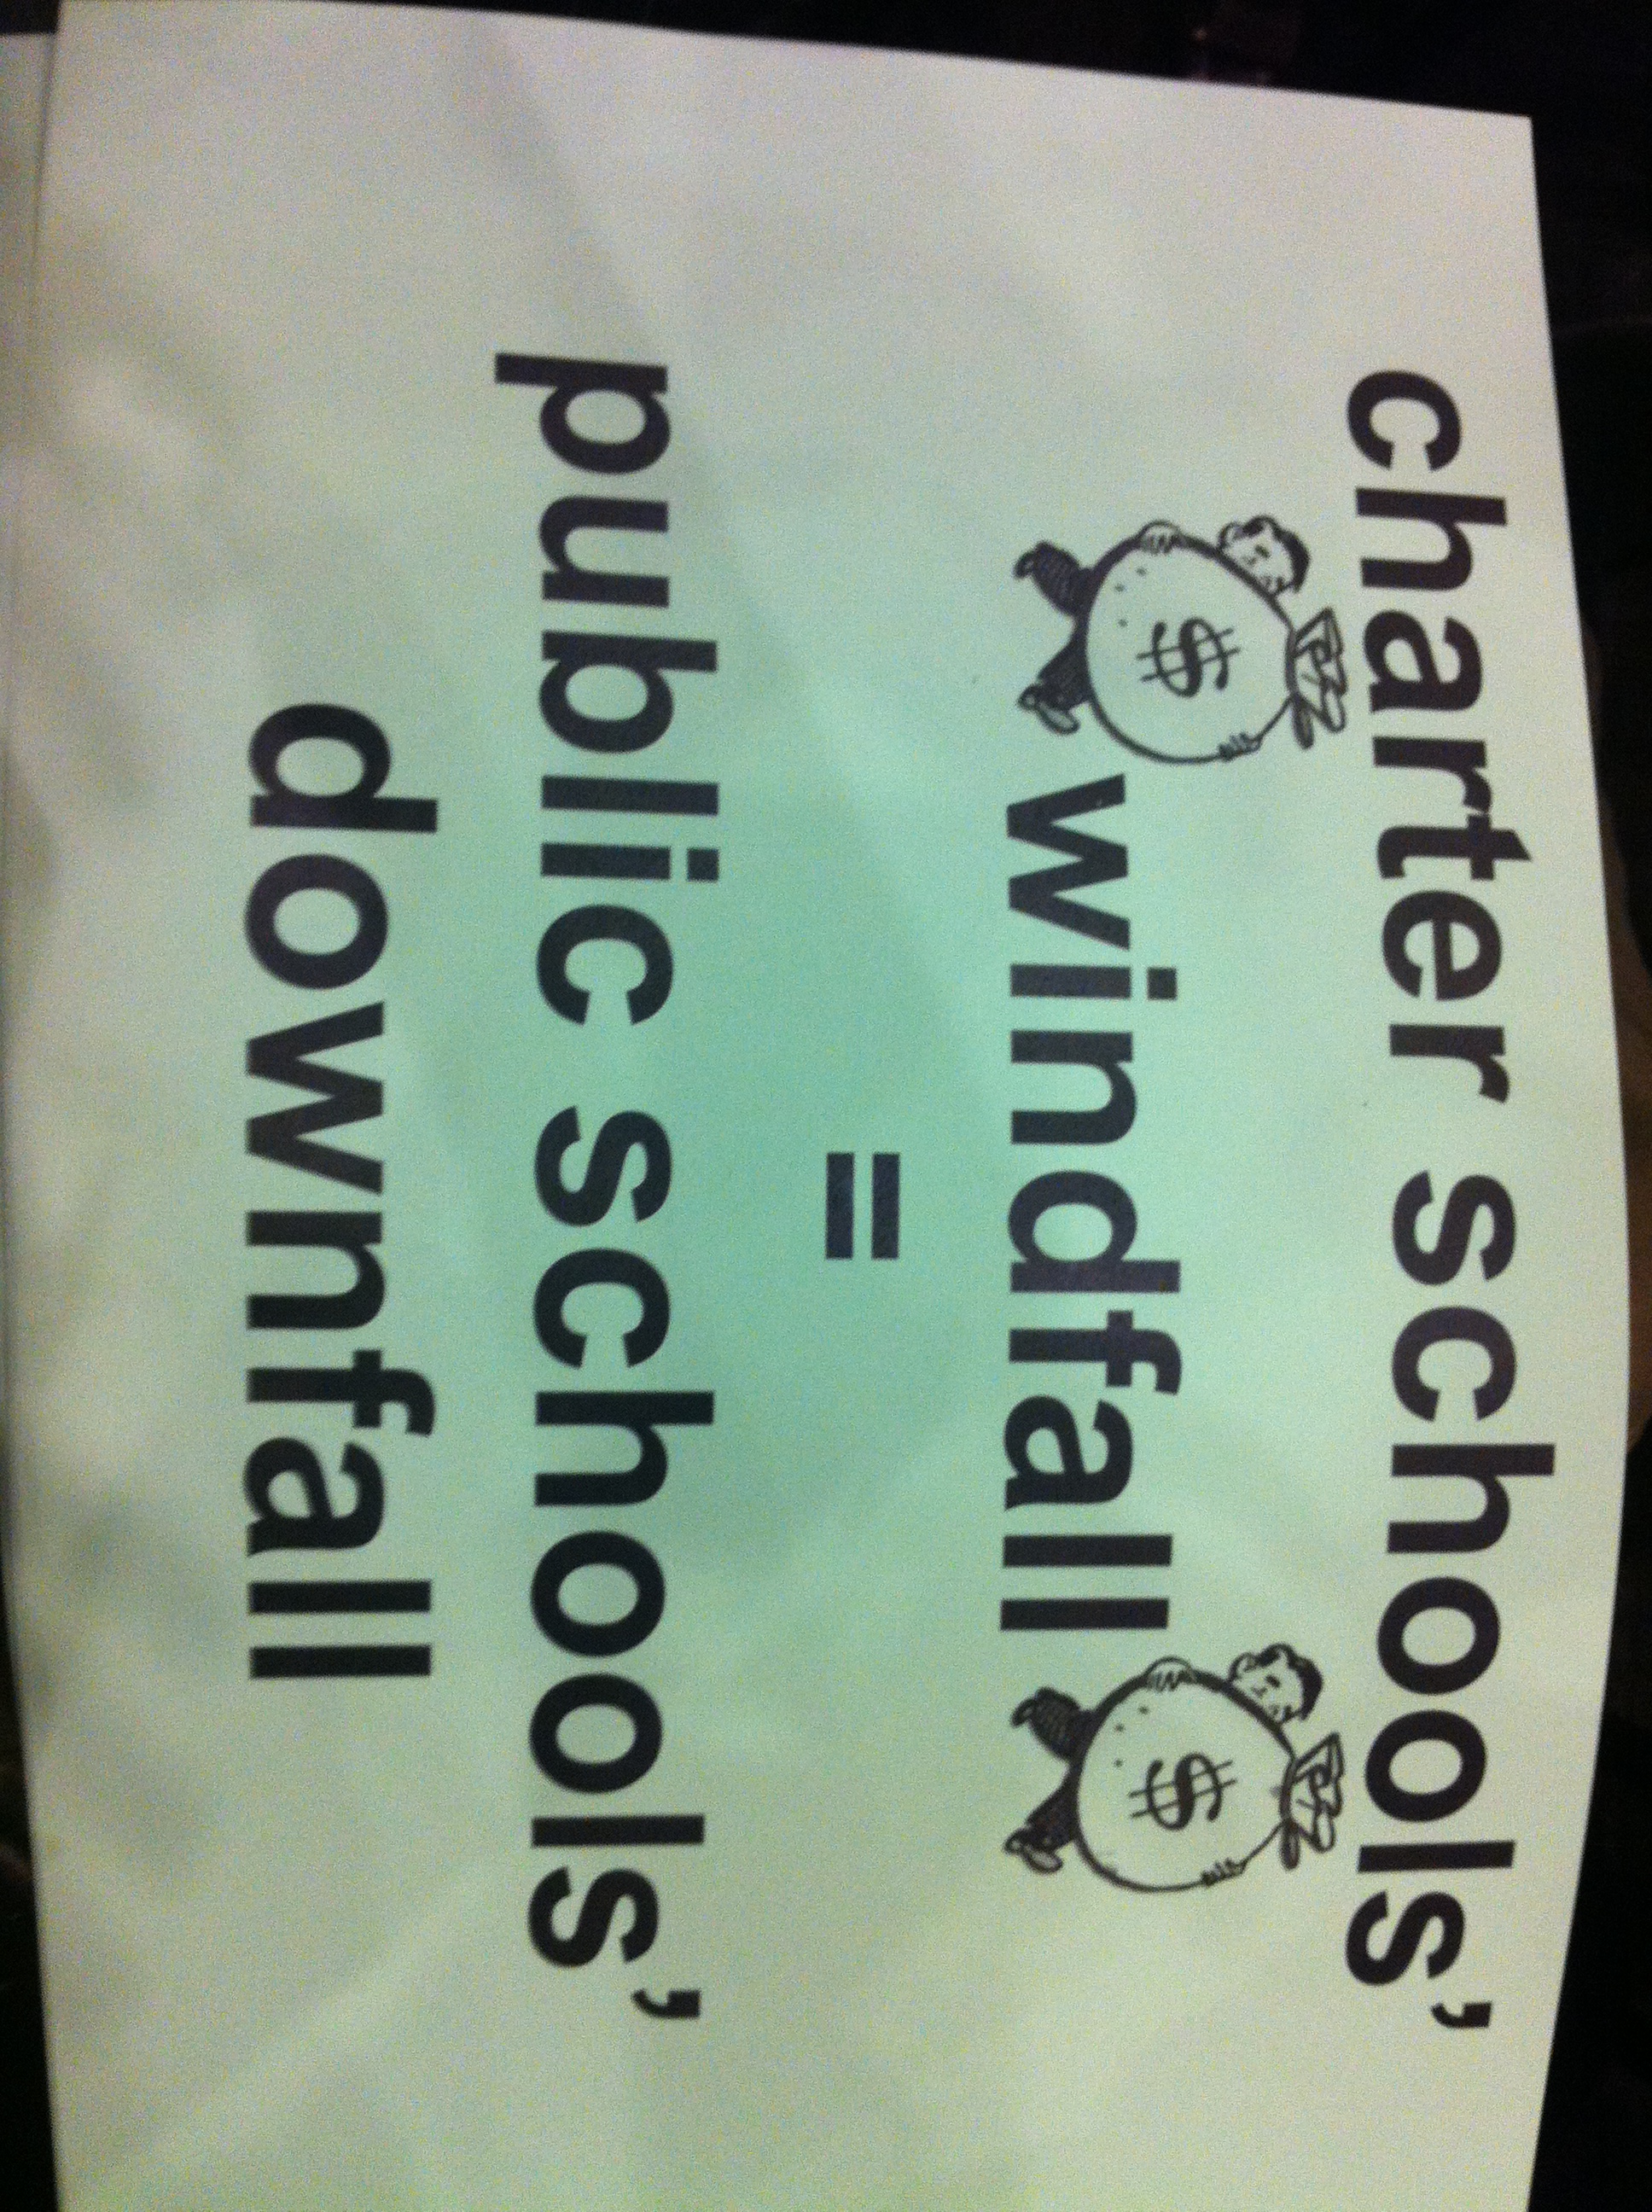 charter schools’
$ windfall $
=
public schools’
downfall